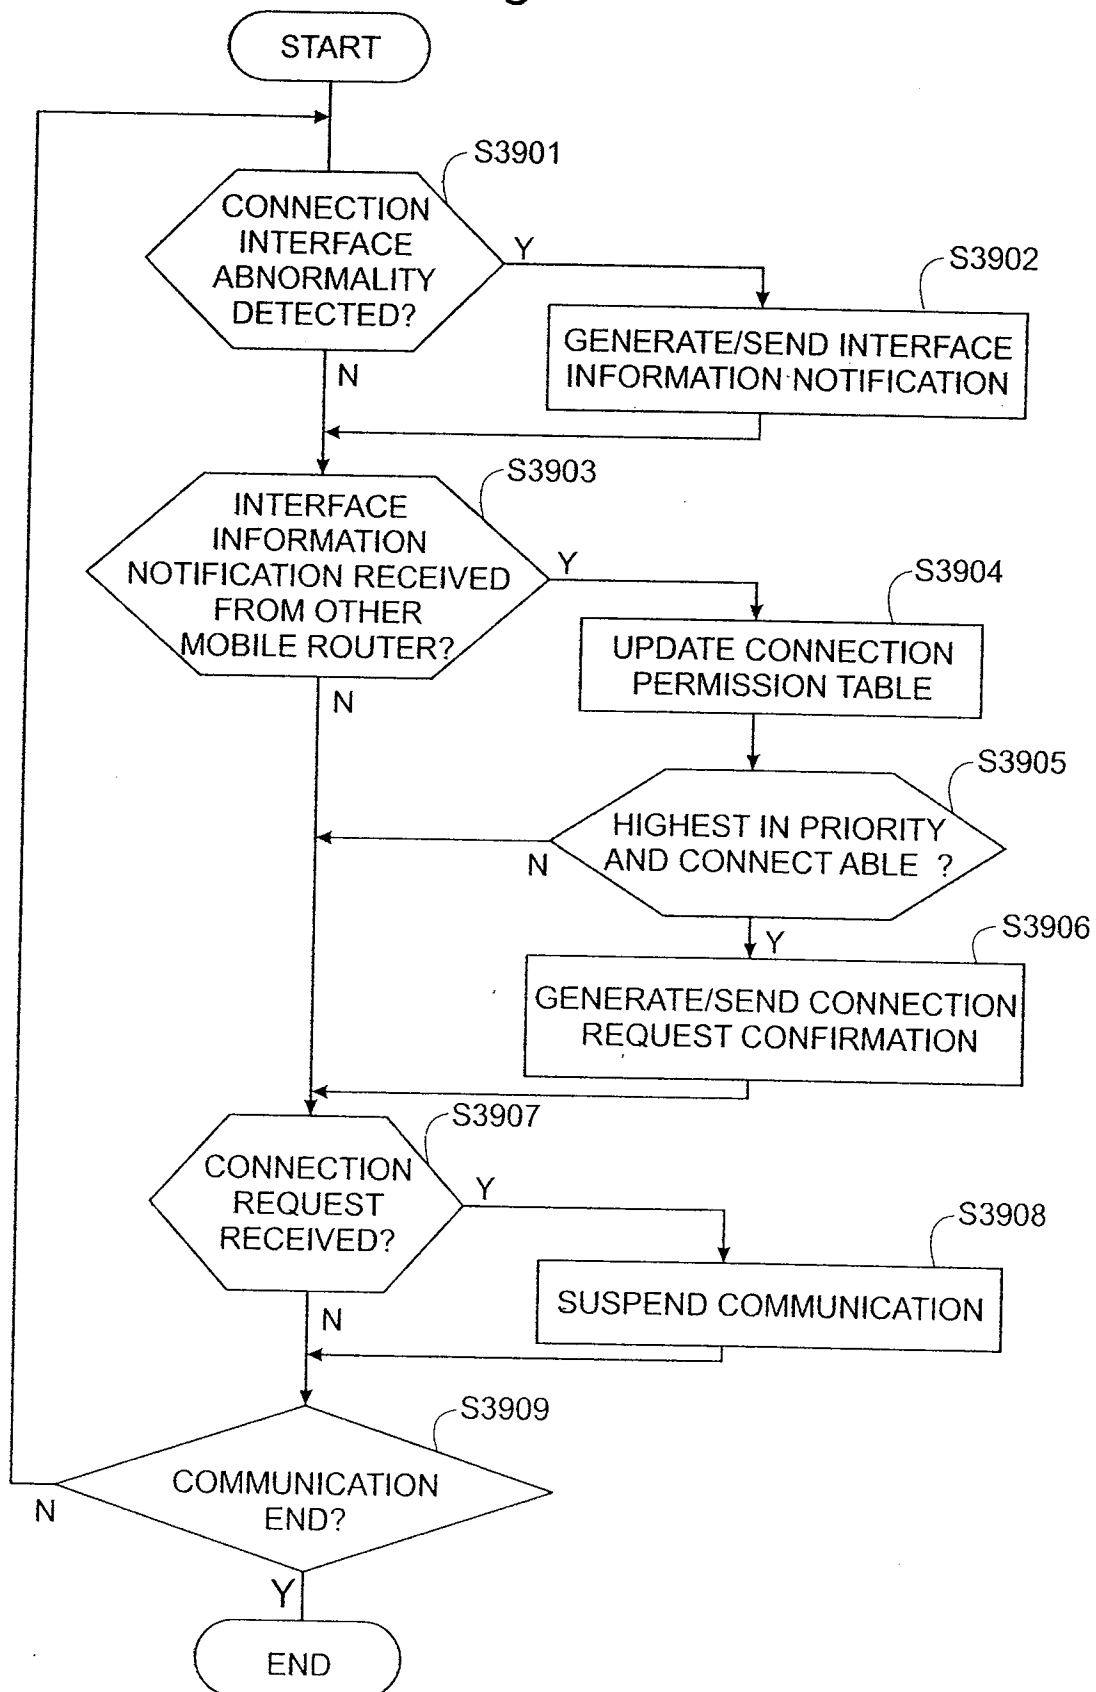 START
S3901
CONNECTION
INTERFACE
ABNORMALITY
DETECTED?
Y
N
S3902
GENERATE/SEND INTERFACE
INFORMATION NOTIFICATION
S3903
INTERFACE
INFORMATION
NOTIFICATION RECEIVED
FROM OTHER
MOBILE ROUTER?
Y
N
S3904
UPDATE CONNECTION
PERMISSION TABLE
S3905
HIGHEST IN PRIORITY
AND CONNECT ABLE ?
N
Y
S3906
GENERATE/SEND CONNECTION
REQUEST CONFIRMATION
S3907
CONNECTION
REQUEST
RECEIVED?
Y
N
S3908
SUSPEND COMMUNICATION
S3909
COMMUNICATION
END?
N
Y
END